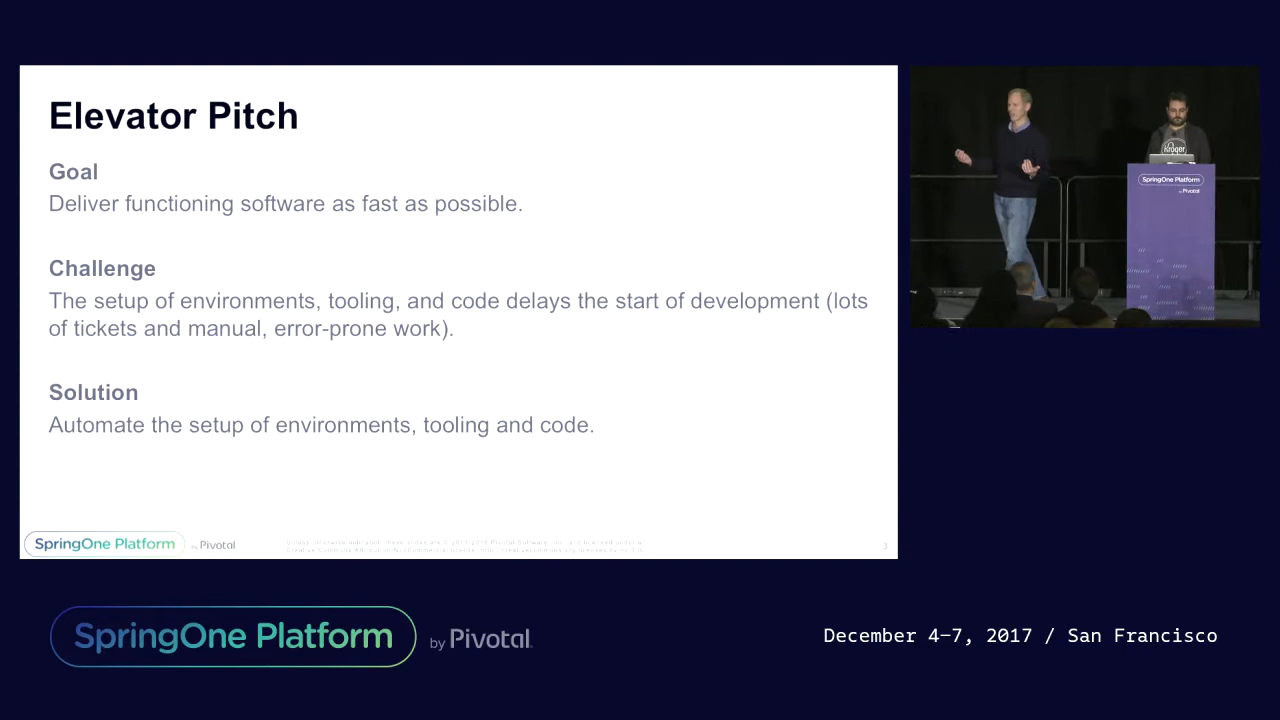 Elevator Pitch
Goal
Deliver functioning software as fast as possible.
Challenge
The setup of environments, tooling, and code delays the start of development (lots
of tickets and manual, error-prone work).
Solution
Automate the setup of environments, tooling and code.
SpringOne Platform by Pivotal
3
Kroger
SpringOne Platform
by Pivotal
SpringOne Platform by Pivotal
December 4–7, 2017 / San Francisco